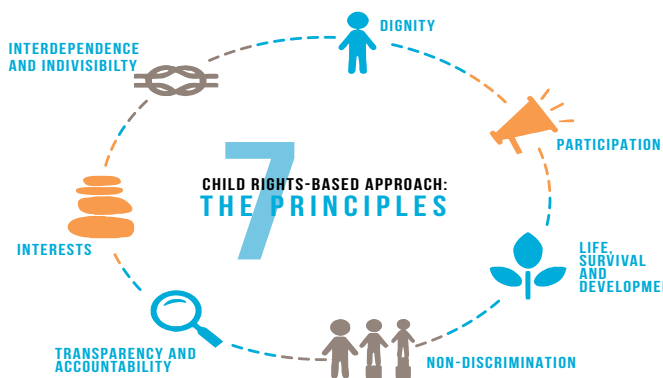 DIGNITY
INTERDEPENDENCE
AND INDIVISIBILTY
PARTICIPATION
7
CHILD RIGHTS-BASED APPROACH:
THE PRINCIPLES
INTERESTS
LIFE,
SURVIVAL
AND
DEVELOPME
TRANSPARENCY AND
ACCOUNTABILITY
NON-DISCRIMINATION